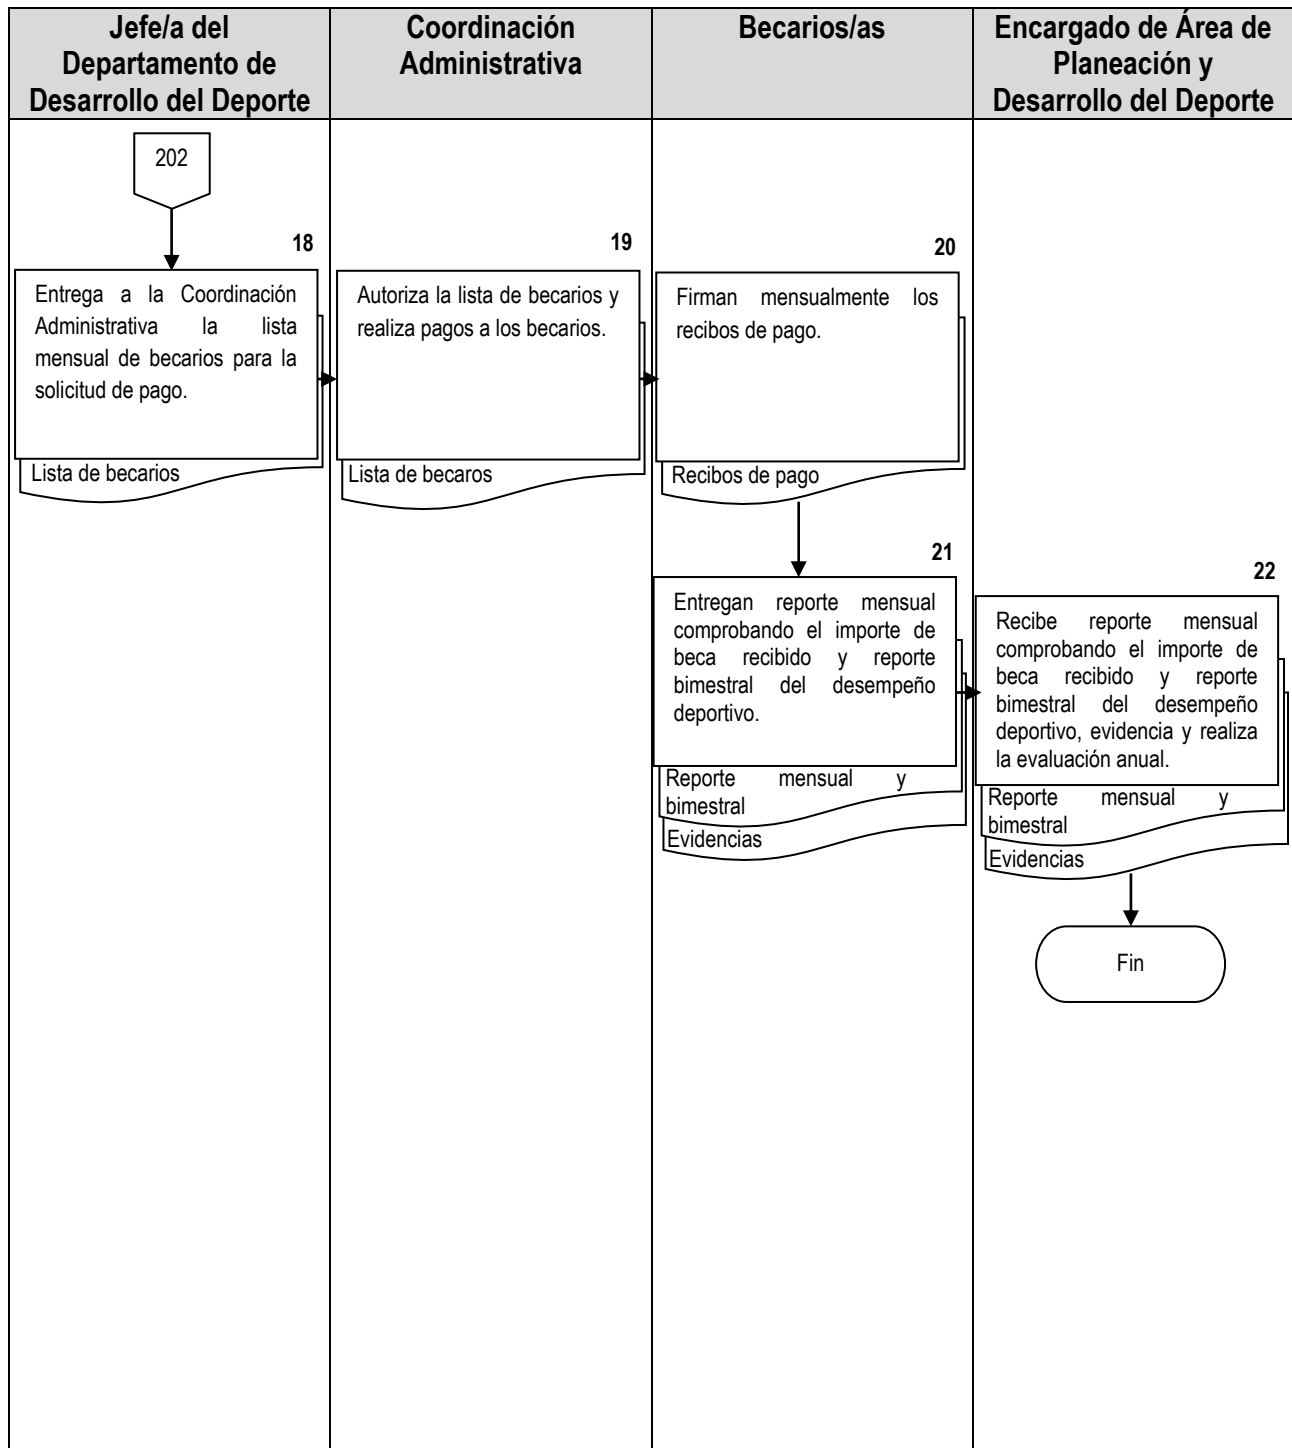 Jefe/a del
Departamento de
Desarrollo del Deporte
Coordinación
Administrativa
Becarios/as
Encargado de Área de
Planeación y
Desarrollo del Deporte
202
18
Entrega a la Coordinación
Administrativa la lista
mensual de becarios para la
solicitud de pago.
Lista de becarios
19
Autoriza la lista de becarios y
realiza pagos a los becarios.
Lista de becaros
20
Firman mensualmente los
recibos de pago.
Recibos de pago
21
Entregan reporte mensual
comprobando el importe de
beca recibido y reporte
bimestral del desempeño
deportivo.
Reporte mensual y
bimestral
Evidencias
22
Recibe reporte mensual
comprobando el importe de
beca recibido y reporte
bimestral del desempeño
deportivo, evidencia y realiza
la evaluación anual.
Reporte mensual y
bimestral
Evidencias
Fin